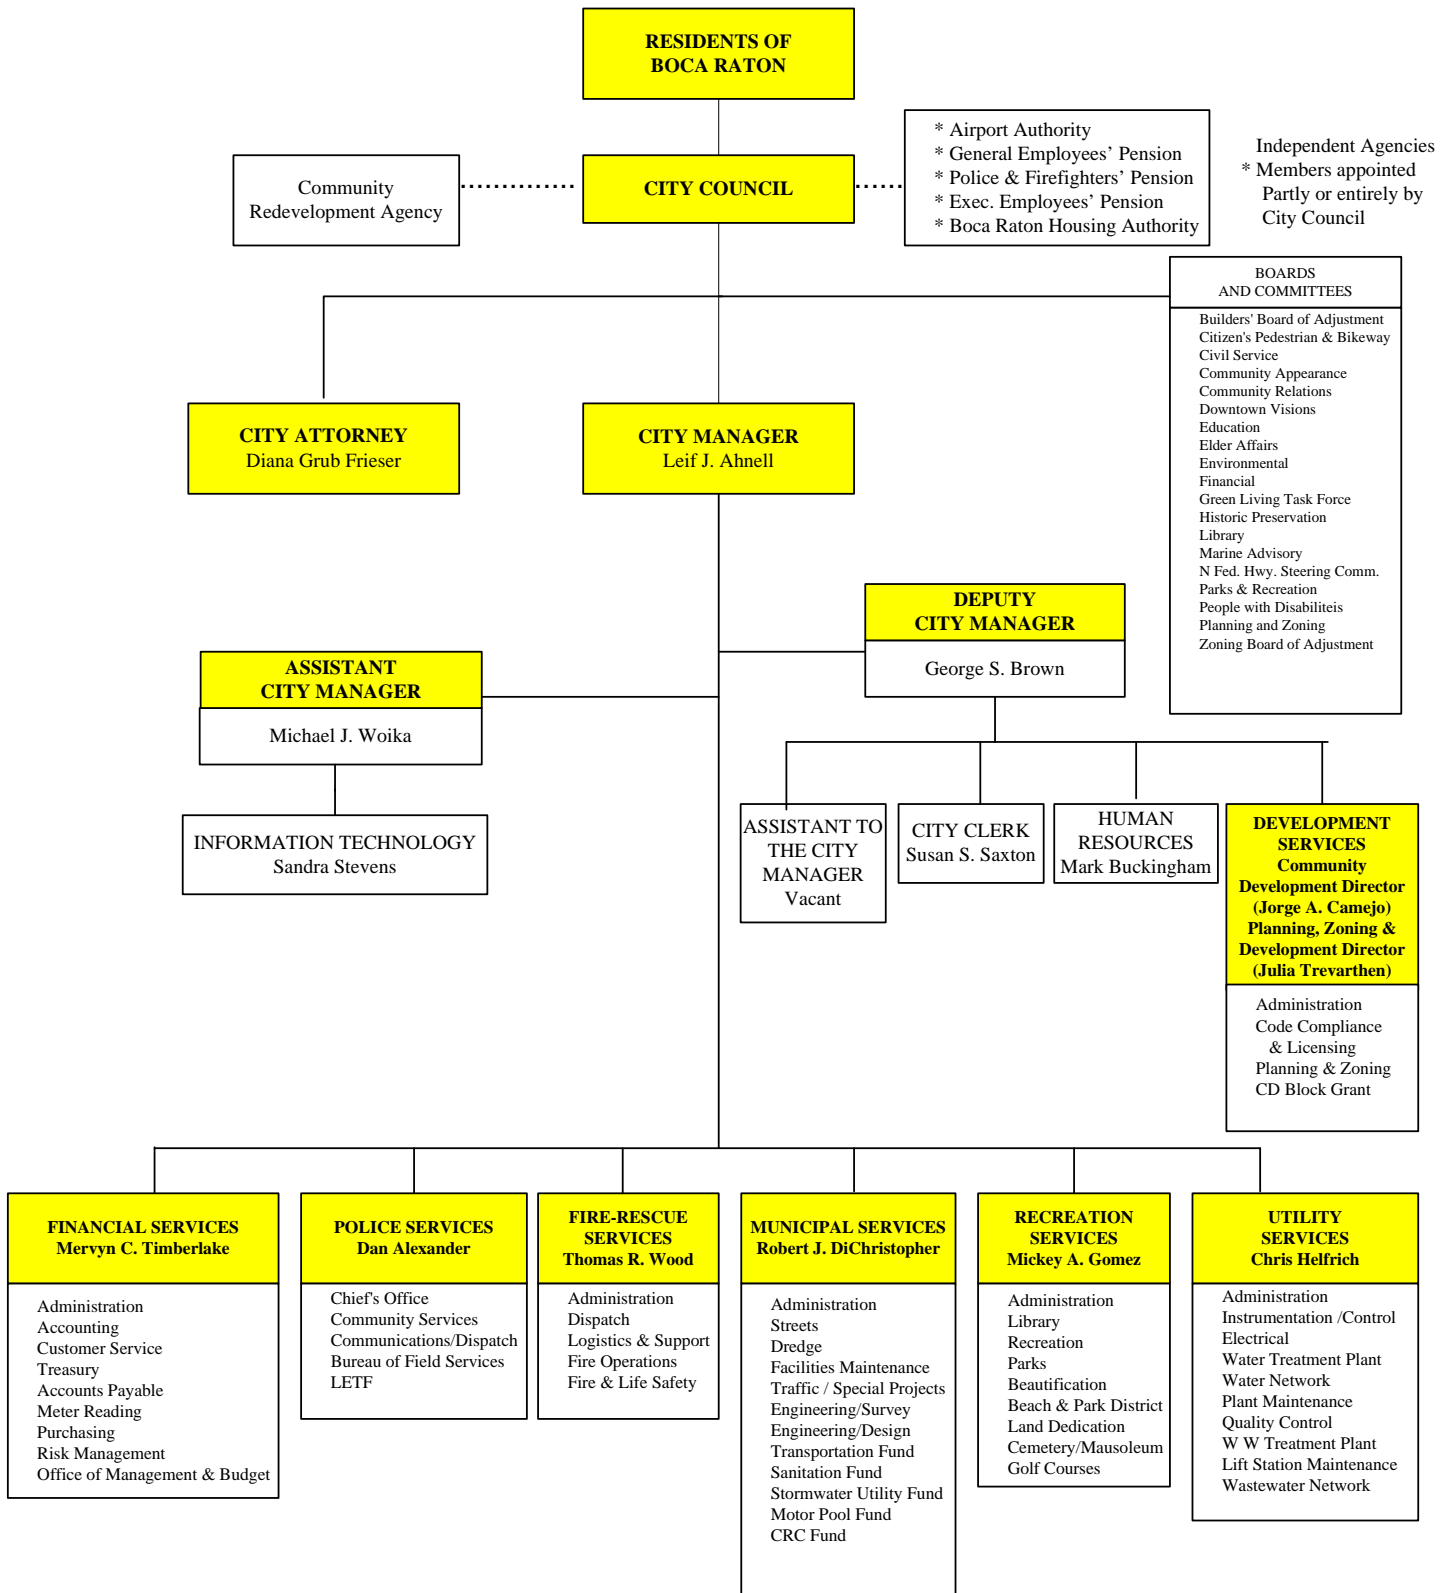 RESIDENTS OF
BOCA RATON
Community
Redevelopment Agency
CITY COUNCIL
* Airport Authority
* General Employees' Pension
* Police & Firefighters' Pension
* Exec. Employees' Pension
* Boca Raton Housing Authority
Independent Agencies
* Members appointed
Partly or entirely by
City Council
BOARDS
AND COMMITTEES
Builders' Board of Adjustment
Citizen's Pedestrian & Bikeway
Civil Service
Community Appearance
Community Relations
Downtown Visions
Education
Elder Affairs
Environmental
Financial
Green Living Task Force
Historic Preservation
Library
Marine Advisory
N Fed. Hwy. Steering Comm.
Parks & Recreation
People with Disabiliteis
Planning and Zoning
Zoning Board of Adjustment
CITY ATTORNEY
Diana Grub Frieser
CITY MANAGER
Leif J. Ahnell
DEPUTY
CITY MANAGER
George S. Brown
ASSISTANT
CITY MANAGER
Michael J. Woika
INFORMATION TECHNOLOGY
Sandra Stevens
ASSISTANT TO
THE CITY
MANAGER
Vacant
CITY CLERK
Susan S. Saxton
HUMAN
RESOURCES
Mark Buckingham
DEVELOPMENT
SERVICES
Community
Development Director
(Jorge A. Camejo)
Planning, Zoning &
Development Director
(Julia Trevarthen)
Administration
Code Compliance
& Licensing
Planning & Zoning
CD Block Grant
FINANCIAL SERVICES
Mervyn C. Timberlake
Administration
Accounting
Customer Service
Treasury
Accounts Payable
Meter Reading
Purchasing
Risk Management
Office of Management & Budget
POLICE SERVICES
Dan Alexander
Chief's Office
Community Services
Communications/Dispatch
Bureau of Field Services
LETF
FIRE-RESCUE
SERVICES
Thomas R. Wood
Administration
Dispatch
Logistics & Support
Fire Operations
Fire & Life Safety
MUNICIPAL SERVICES
Robert J. DiChristopher
Administration
Streets
Dredge
Facilities Maintenance
Traffic / Special Projects
Engineering/Survey
Engineering/Design
Transportation Fund
Sanitation Fund
Stormwater Utility Fund
Motor Pool Fund
CRC Fund
RECREATION
SERVICES
Mickey A. Gomez
Administration
Library
Recreation
Parks
Beautification
Beach & Park District
Land Dedication
Cemetery/Mausoleum
Golf Courses
UTILITY
SERVICES
Chris Helfrich
Administration
Instrumentation /Control
Electrical
Water Treatment Plant
Water Network
Plant Maintenance
Quality Control
W W Treatment Plant
Lift Station Maintenance
Wastewater Network